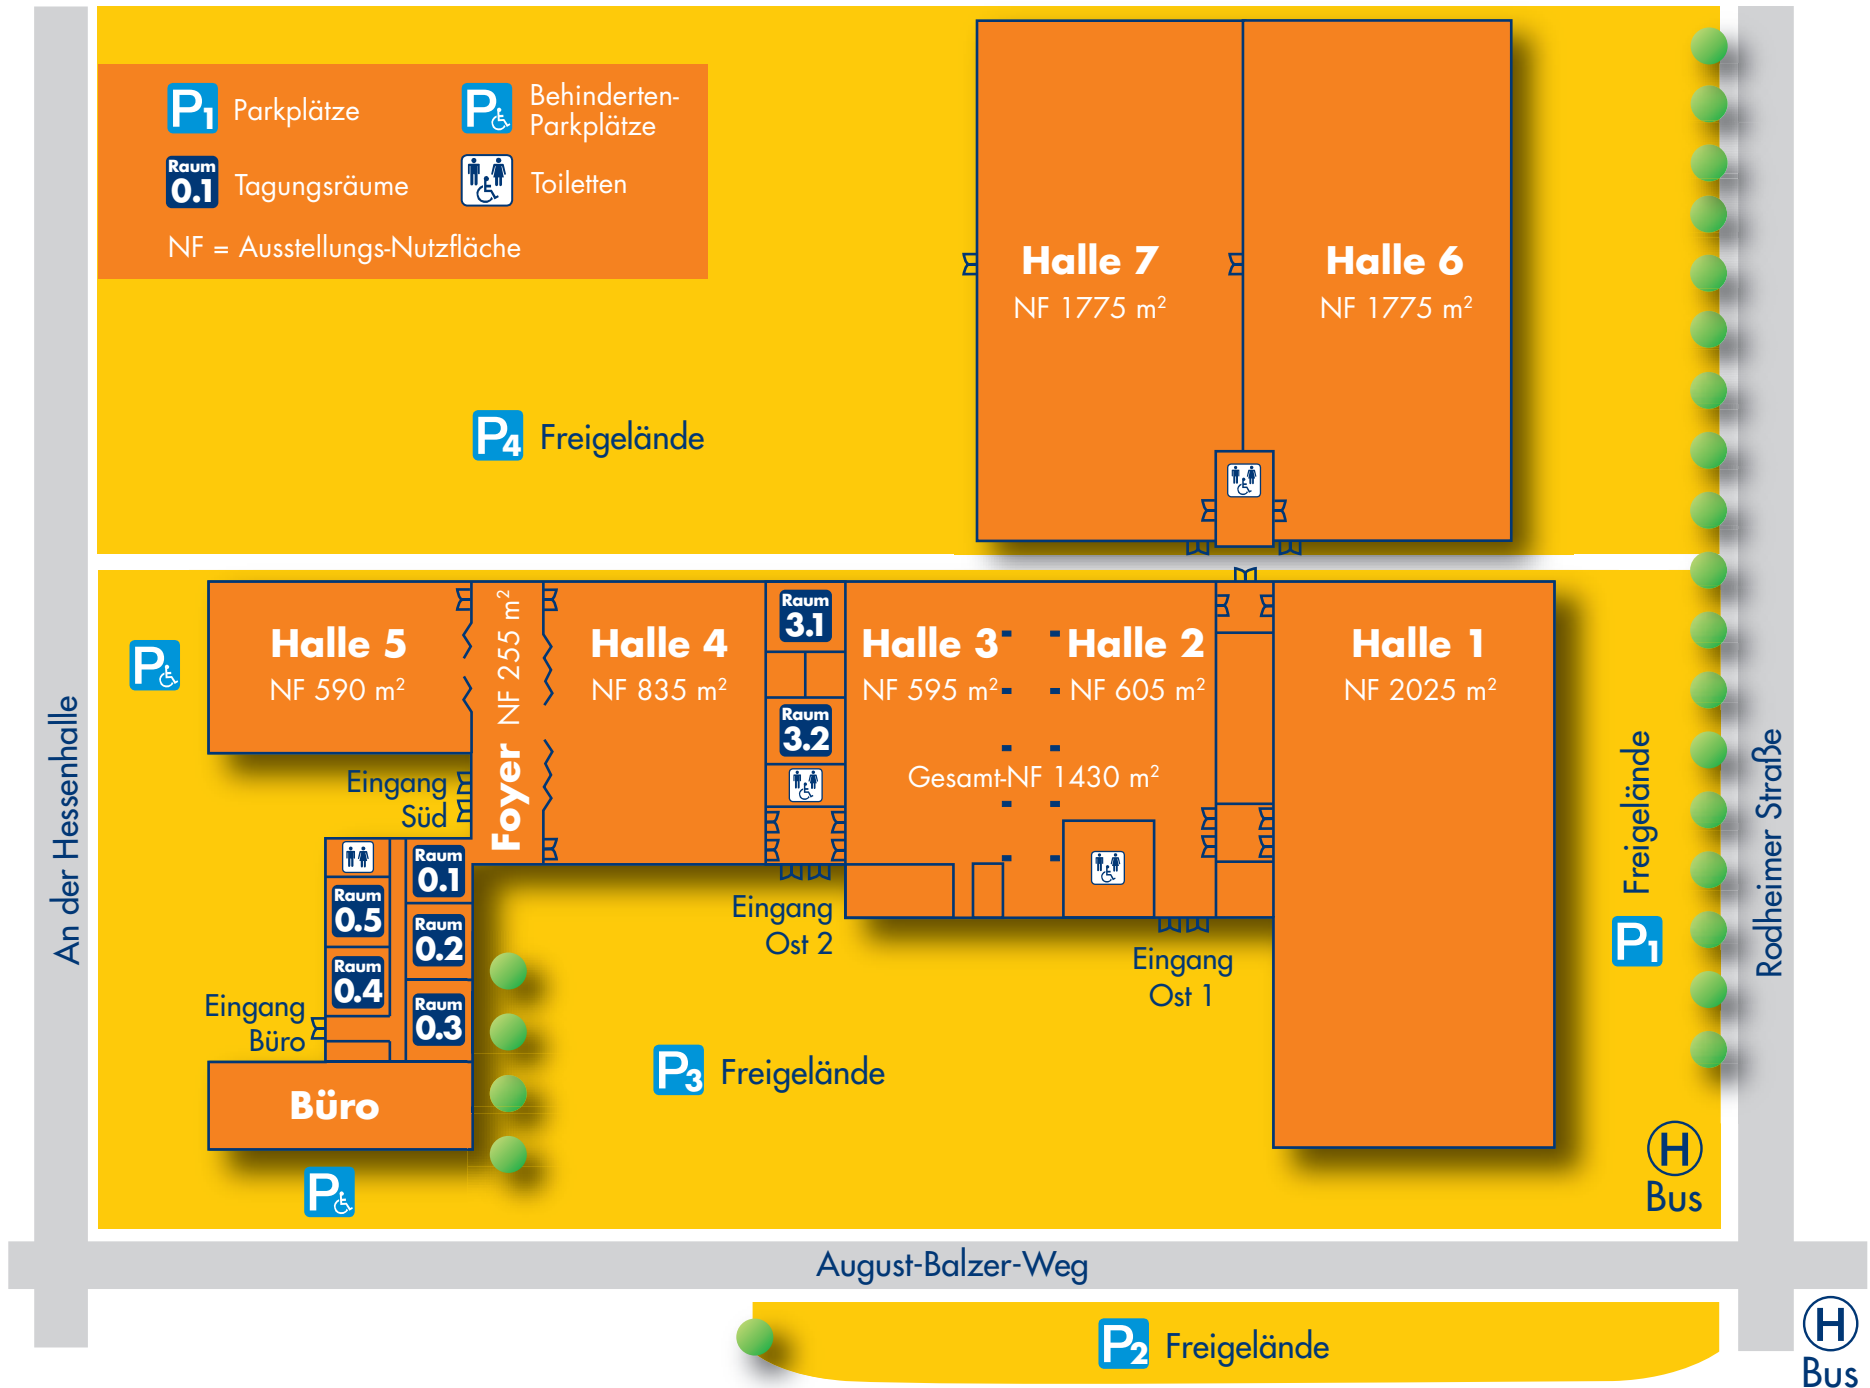 P1 Parkplätze
P Behinderten-
Parkplätze
Raum
0.1 Tagungsräume
Toiletten
NF = Ausstellungs-Nutzfläche
Halle 7
NF 1775 m²
Halle 6
NF 1775 m²
P4 Freigelände
Halle 5
NF 590 m²
Foyer NF 255 m²
Halle 4
NF 835 m²
Raum
3.1
Raum
3.2
Halle 3
NF 595 m²
Halle 2
NF 605 m²
Gesamt-NF 1430 m²
Halle 1
NF 2025 m²
P
An der Hessenhalle
Eingang
Süd
Raum
0.1
Raum
0.5
Raum
0.2
Raum
0.4
Raum
0.3
Eingang
Büro
Büro
P
Eingang
Ost 2
Eingang
Ost 1
P3 Freigelände
Freigelände
P1
Rodheimer Straße
H
Bus
August-Balzer-Weg
P2 Freigelände
H
Bus